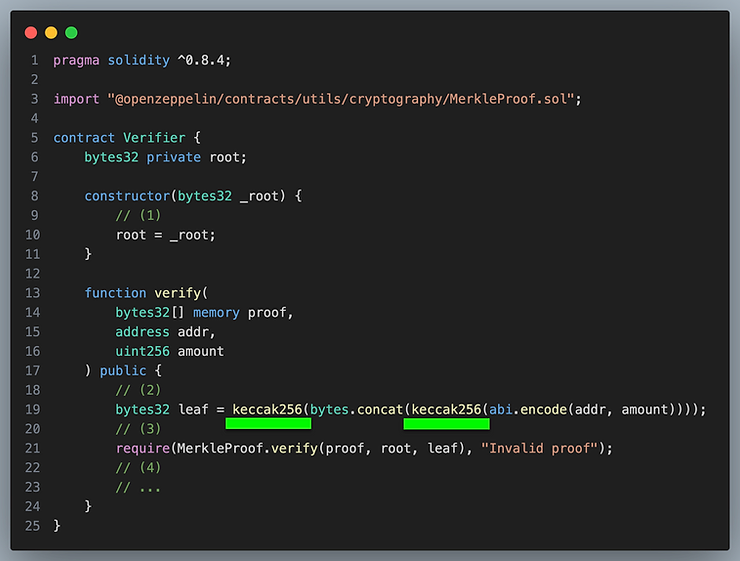 1 pragma solidity ^0.8.4;
2
3 import "@openzeppelin/contracts/utils/cryptography/MerkleProof.sol";
4
5 contract Verifier {
6     bytes32 private root;
7
8     constructor(bytes32 _root) {
9         // (1)
10         root = _root;
11     }
12
13     function verify(
14         bytes32[] memory proof,
15         address addr,
16         uint256 amount
17     ) public {
18         // (2)
19         bytes32 leaf = keccak256(bytes.concat(keccak256(abi.encode(addr, amount))));
20         // (3)
21         require(MerkleProof.verify(proof, root, leaf), "Invalid proof");
22         // (4)
23         // ...
24     }
25 }